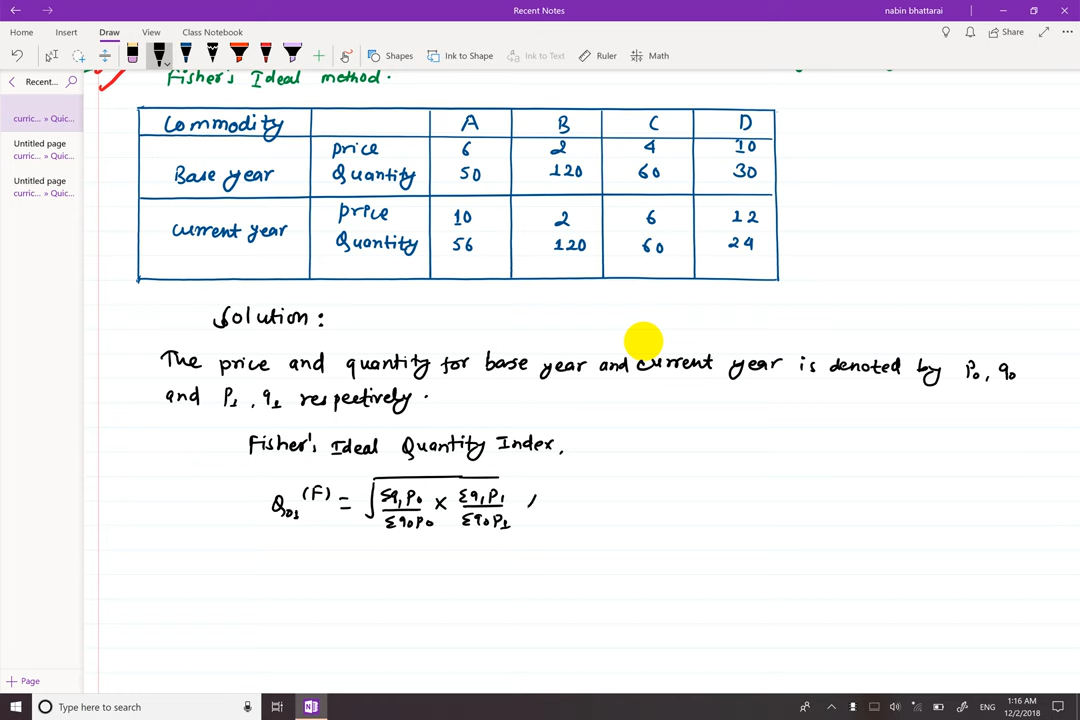 Recent Notes
nabin bhattarai
Home Insert Draw View Class Notebook
Share
Shapes Ink to Shape Ink to Text Ruler Math
Recent...
curric... » Quic...
Untitled page
curric... » Quic...
Untitled page
curric... » Quic...
Fisher's Ideal method.
Commodity A B C D
Base year price 6 2 4 10
Quantity 50 120 60 30
current year price 10 2 6 12
Quantity 56 120 60 24
Solution:
The price and quantity for base year and current year is denoted by P₀, q₀
and P₁, q₁ respectively.
Fisher's Ideal Quantity Index,
Q₀₁⁽ᶠ⁾ = √(Σq₁P₀/Σq₀P₀ × Σq₁P₁/Σq₀P₁)
+ Page
Type here to search
ENG
1:16 AM
12/2/2018